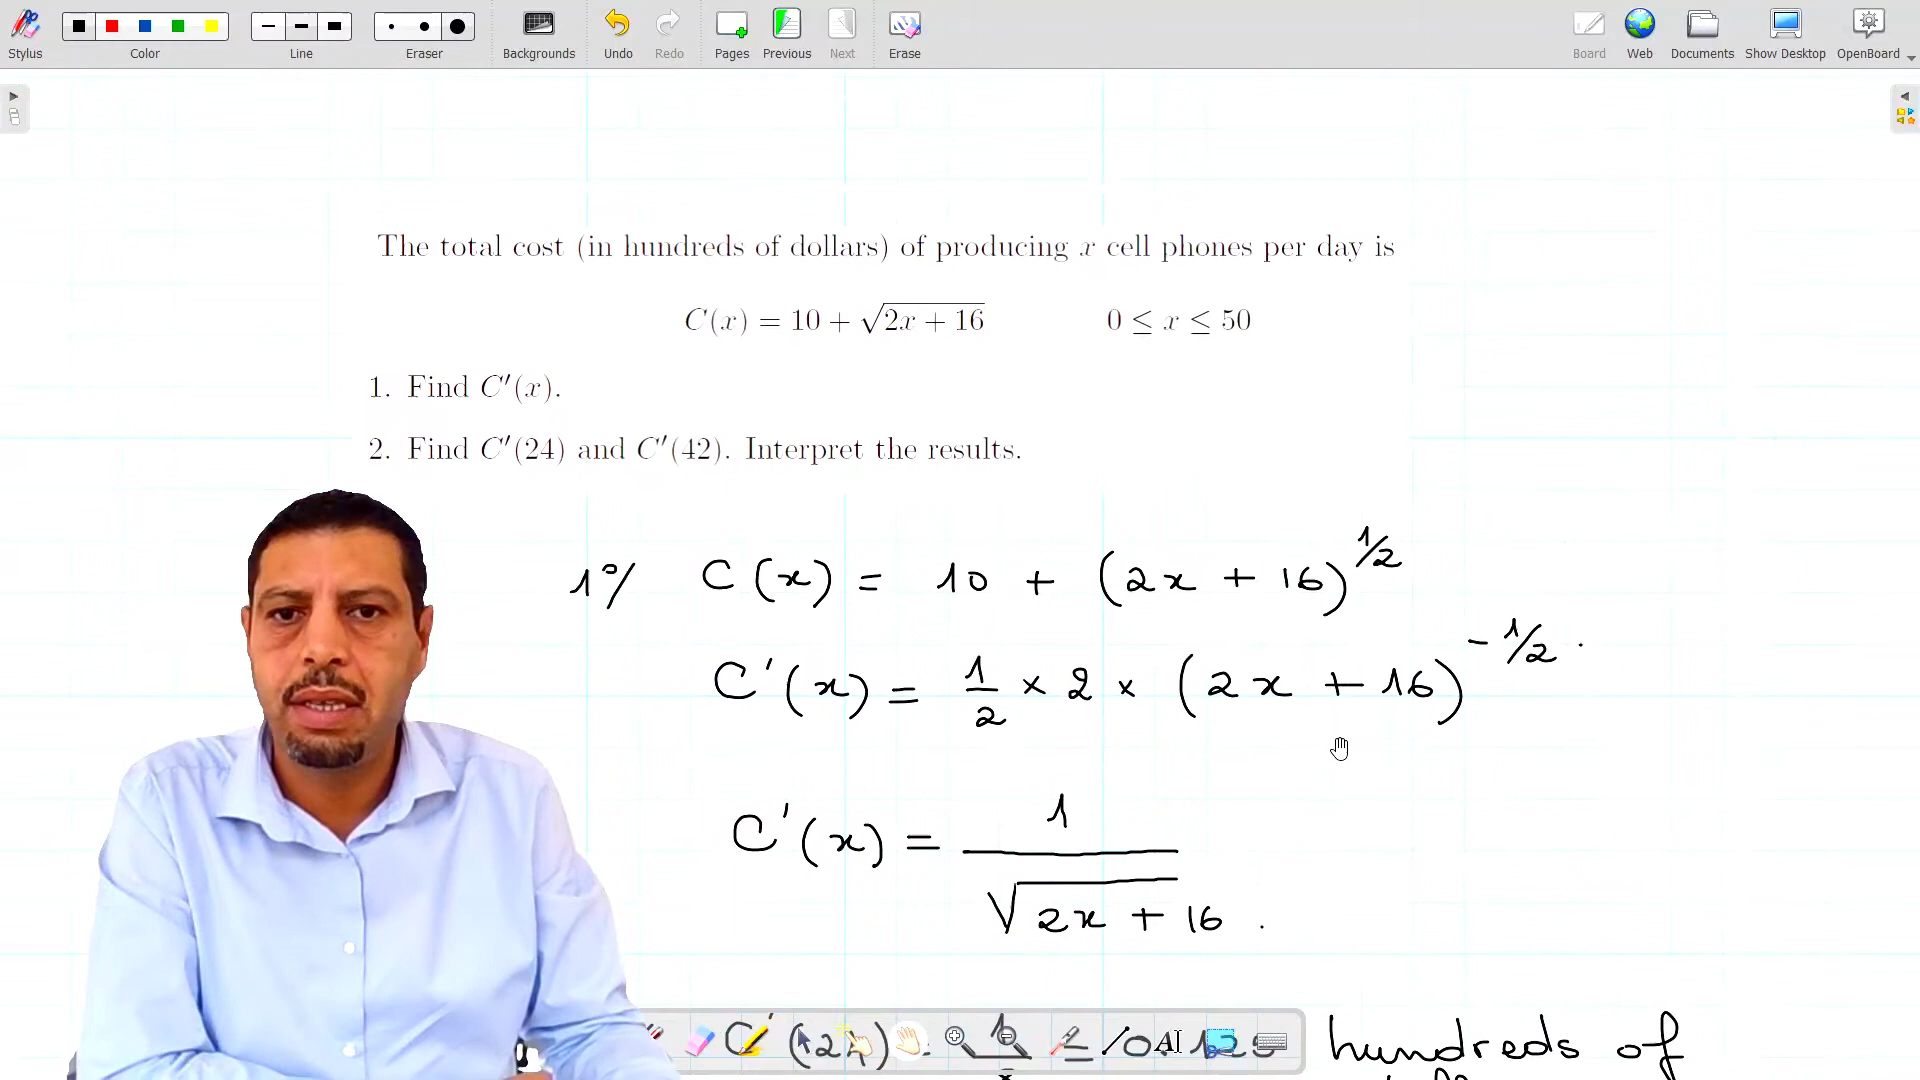 Stylus Color Line Eraser Backgrounds Undo Redo Pages Previous Next Erase Board Web Documents Show Desktop OpenBoard
The total cost (in hundreds of dollars) of producing x cell phones per day is
C(x) = 10 + √(2x + 16) 0 ≤ x ≤ 50
1. Find C′(x).
2. Find C′(24) and C′(42). Interpret the results.
1°/ C(x) = 10 + (2x + 16)^1/2
C'(x) = 1/2 × 2 × (2x + 16)^-1/2.
C'(x) = 1/√(2x + 16).
hundreds of